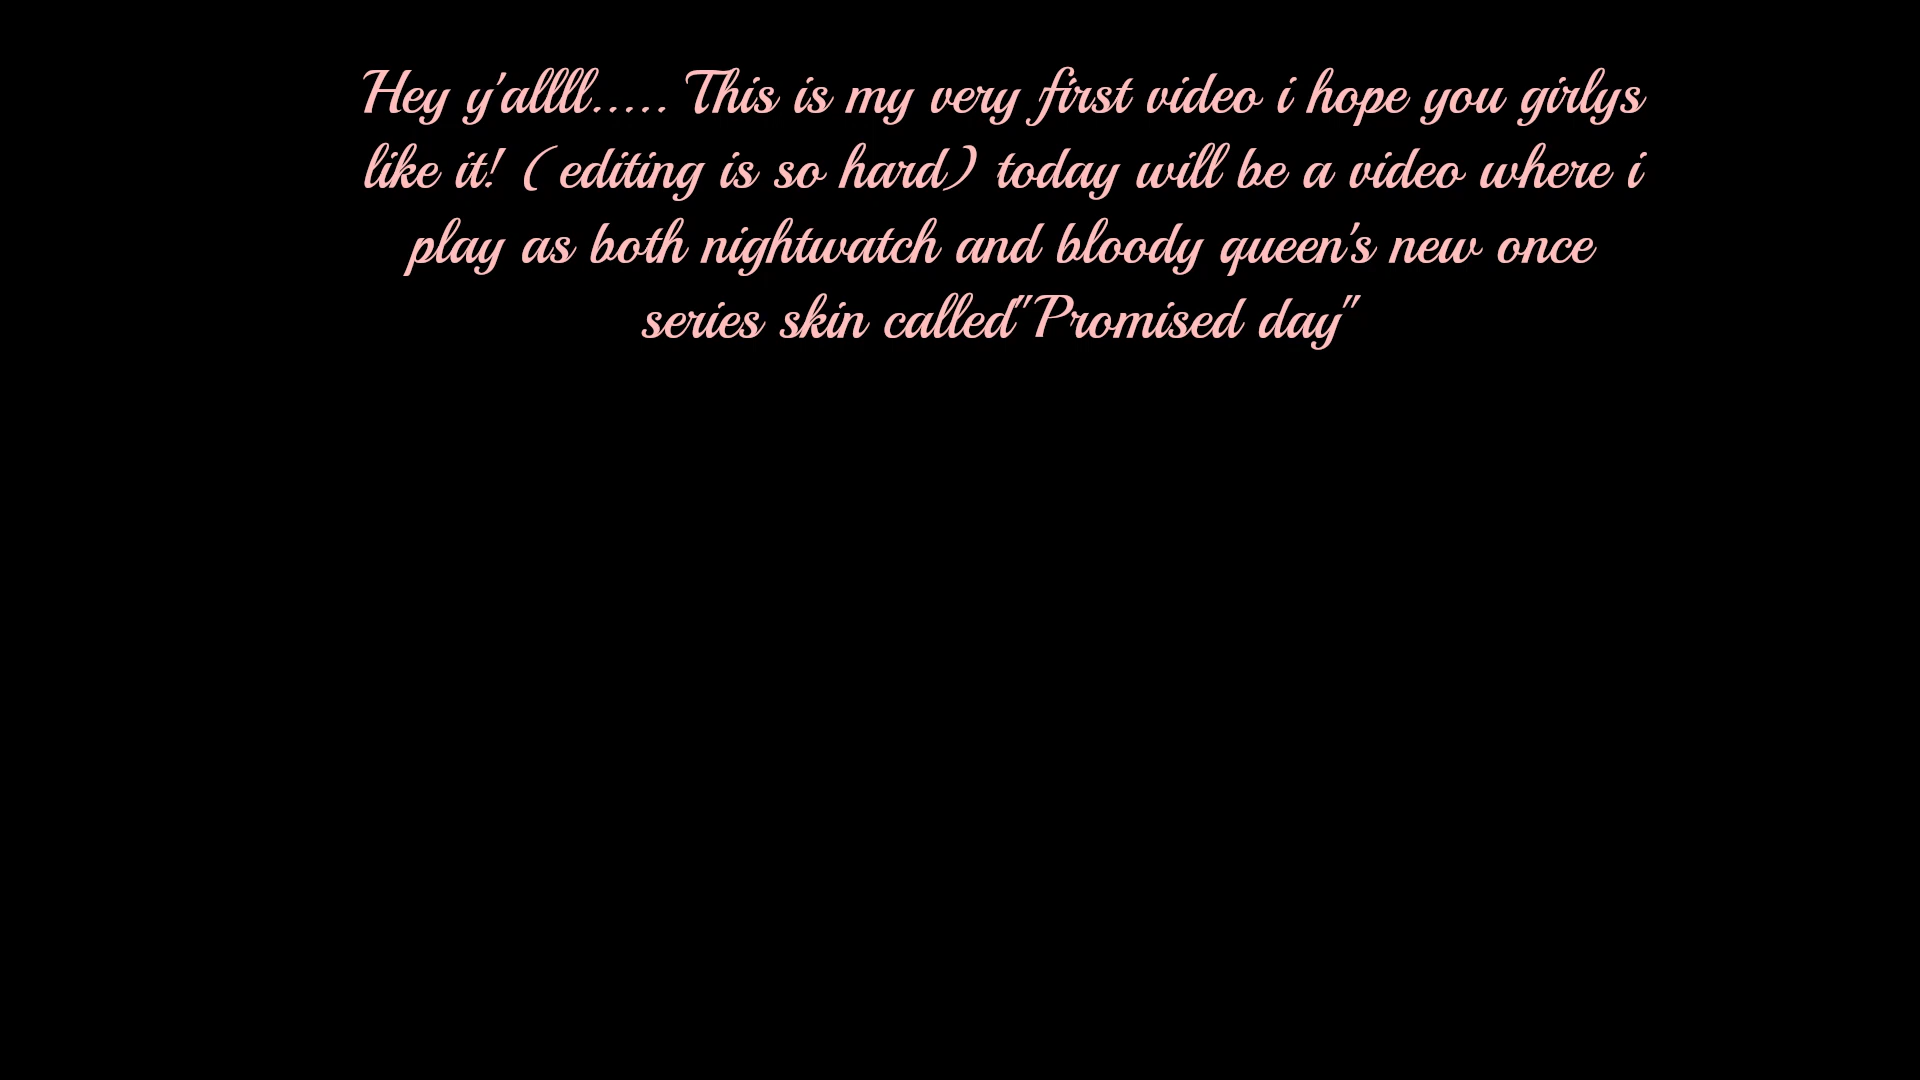 Hey y'allll..... This is my very first video i hope you girlys
like it! ( editing is so hard) today will be a video where i
play as both nightwatch and bloody queen's new once
series skin called"Promised day"